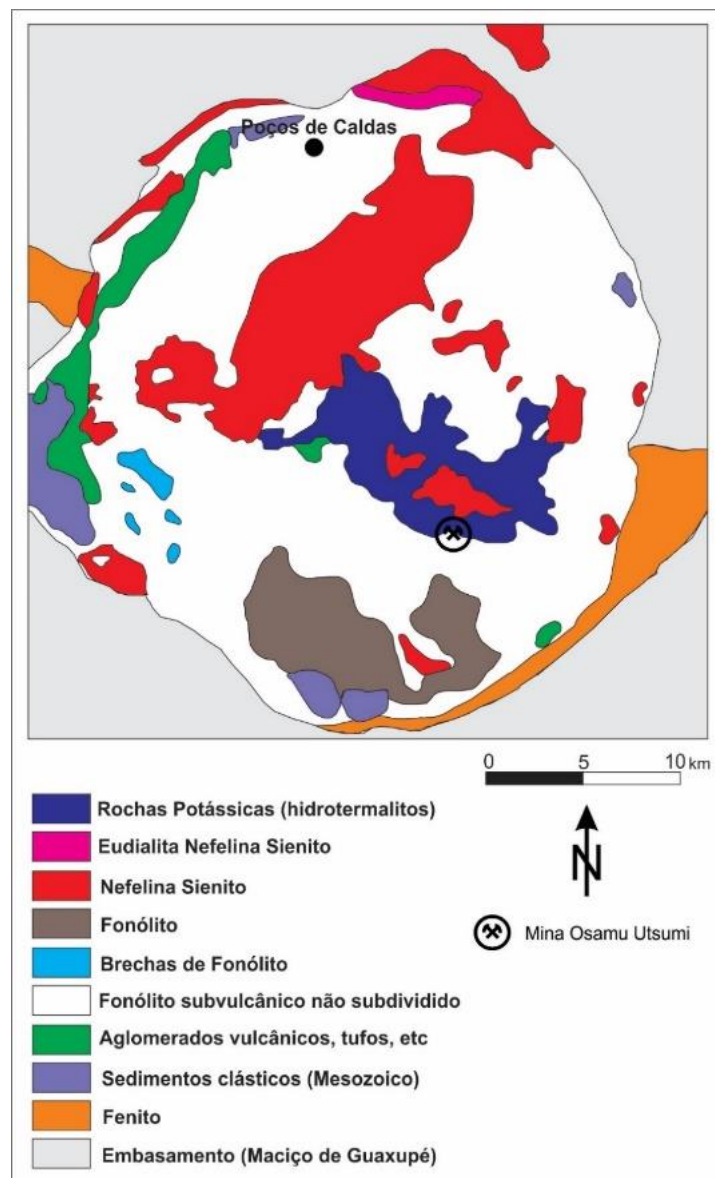 Poços de Caldas
0 5 10 km
Rochas Potássicas (hidrotermalitos)
Eudialita Nefelina Sienito
Nefelina Sienito
N
Fonólito
Mina Osamu Utsumi
Brechas de Fonólito
Fonólito subvulcânico não subdividido
Aglomerados vulcânicos, tufos, etc
Sedimentos clásticos (Mesozoico)
Fenito
Embasamento (Maciço de Guaxupé)